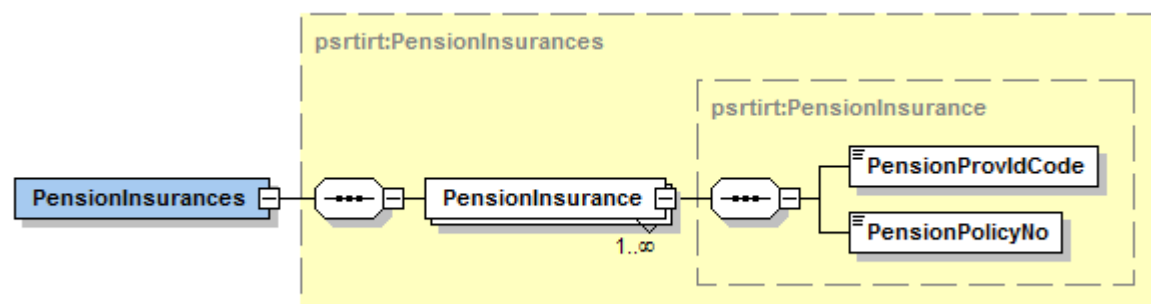 psrtirt:PensionInsurances
psrtirt:PensionInsurance
PensionProvIdCode
PensionInsurances
PensionInsurance
1..∞
PensionPolicyNo